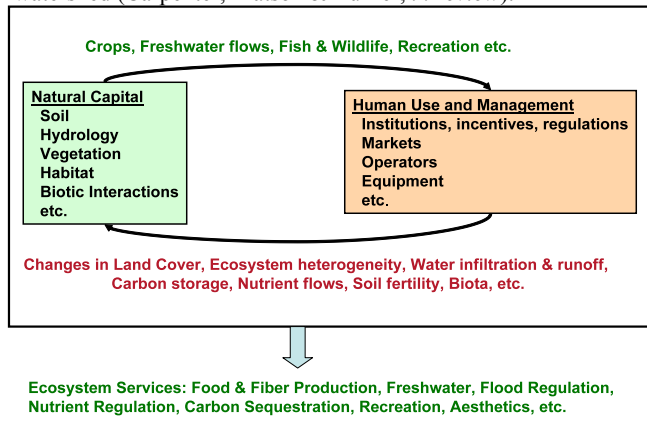 Crops, Freshwater flows, Fish & Wildlife, Recreation etc.
Natural Capital
Soil
Hydrology
Vegetation
Habitat
Biotic Interactions
etc.
Human Use and Management
Institutions, incentives, regulations
Markets
Operators
Equipment
etc.
Changes in Land Cover, Ecosystem heterogeneity, Water infiltration & runoff,
Carbon storage, Nutrient flows, Soil fertility, Biota, etc.
Ecosystem Services: Food & Fiber Production, Freshwater, Flood Regulation,
Nutrient Regulation, Carbon Sequestration, Recreation, Aesthetics, etc.